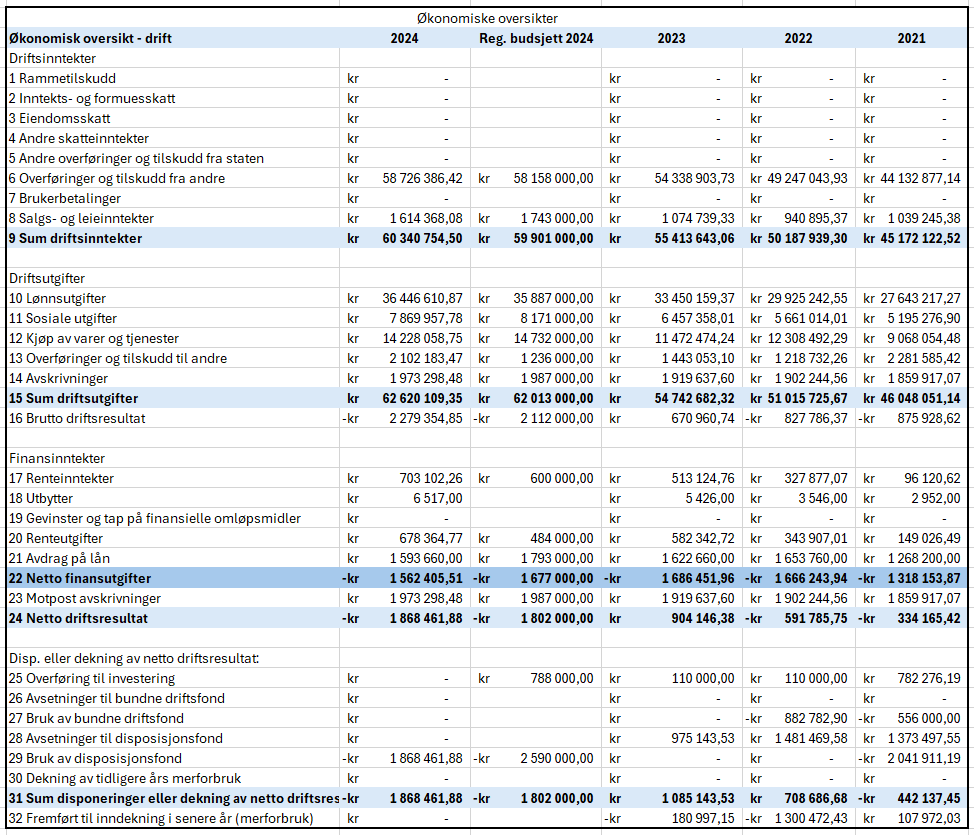 Økonomiske oversikter
Økonomisk oversikt - drift 2024 Reg. budsjett 2024 2023 2022 2021
Driftsinntekter
1 Rammetilskudd kr - kr - kr - kr -
2 Inntekts- og formuesskatt kr - kr - kr - kr -
3 Eiendomsskatt kr - kr - kr - kr -
4 Andre skatteinntekter kr - kr - kr - kr -
5 Andre overføringer og tilskudd fra staten kr - kr - kr - kr -
6 Overføringer og tilskudd fra andre kr 58 726 386,42 kr 58 158 000,00 kr 54 338 903,73 kr 49 247 043,93 kr 44 132 877,14
7 Brukerbetalinger kr - kr - kr - kr -
8 Salgs- og leieinntekter kr 1 614 368,08 kr 1 743 000,00 kr 1 074 739,33 kr 940 895,37 kr 1 039 245,38
9 Sum driftsinntekter kr 60 340 754,50 kr 59 901 000,00 kr 55 413 643,06 kr 50 187 939,30 kr 45 172 122,52
Driftsutgifter
10 Lønnsutgifter kr 36 446 610,87 kr 35 887 000,00 kr 33 450 159,37 kr 29 925 242,55 kr 27 643 217,27
11 Sosiale utgifter kr 7 869 957,78 kr 8 171 000,00 kr 6 457 358,01 kr 5 661 014,01 kr 5 195 276,90
12 Kjøp av varer og tjenester kr 14 228 058,75 kr 14 732 000,00 kr 11 472 474,24 kr 12 308 492,29 kr 9 068 054,48
13 Overføringer og tilskudd til andre kr 2 102 183,47 kr 1 236 000,00 kr 1 443 053,10 kr 1 218 732,26 kr 2 281 585,42
14 Avskrivninger kr 1 973 298,48 kr 1 987 000,00 kr 1 919 637,60 kr 1 902 244,56 kr 1 859 917,07
15 Sum driftsutgifter kr 62 620 109,35 kr 62 013 000,00 kr 54 742 682,32 kr 51 015 725,67 kr 46 048 051,14
16 Brutto driftsresultat -kr 2 279 354,85 -kr 2 112 000,00 kr 670 960,74 -kr 827 786,37 -kr 875 928,62
Finansinntekter
17 Renteinntekter kr 703 102,26 kr 600 000,00 kr 513 124,76 kr 327 877,07 kr 96 120,62
18 Utbytter kr 6 517,00 kr 5 426,00 kr 3 546,00 kr 2 952,00
19 Gevinster og tap på finansielle omløpsmidler kr - kr - kr - kr -
20 Renteutgifter kr 678 364,77 kr 484 000,00 kr 582 342,72 kr 343 907,01 kr 149 026,49
21 Avdrag på lån kr 1 593 660,00 kr 1 793 000,00 kr 1 622 660,00 kr 1 653 760,00 kr 1 268 200,00
22 Netto finansutgifter -kr 1 562 405,51 -kr 1 677 000,00 -kr 1 686 451,96 -kr 1 666 243,94 -kr 1 318 153,87
23 Motpost avskrivninger kr 1 973 298,48 kr 1 987 000,00 kr 1 919 637,60 kr 1 902 244,56 kr 1 859 917,07
24 Netto driftsresultat -kr 1 868 461,88 -kr 1 802 000,00 kr 904 146,38 -kr 591 785,75 -kr 334 165,42
Disp. eller dekning av netto driftsresultat:
25 Overføring til investering kr - kr 788 000,00 kr 110 000,00 kr 110 000,00 kr 782 276,19
26 Avsetninger til bundne driftsfond kr - kr - kr - kr -
27 Bruk av bundne driftsfond kr - kr - -kr 882 782,90 -kr 556 000,00
28 Avsetninger til disposisjonsfond kr - kr 975 143,53 kr 1 481 469,58 kr 1 373 497,55
29 Bruk av disposisjonsfond -kr 1 868 461,88 -kr 2 590 000,00 kr - kr - -kr 2 041 911,19
30 Dekning av tidligere års merforbruk kr - kr - kr - kr -
31 Sum disponeringer eller dekning av netto driftsres -kr 1 868 461,88 -kr 1 802 000,00 kr 1 085 143,53 kr 708 686,68 -kr 442 137,45
32 Fremført til inndekning i senere år (merforbruk) kr - -kr 180 997,15 -kr 1 300 472,43 kr 107 972,03